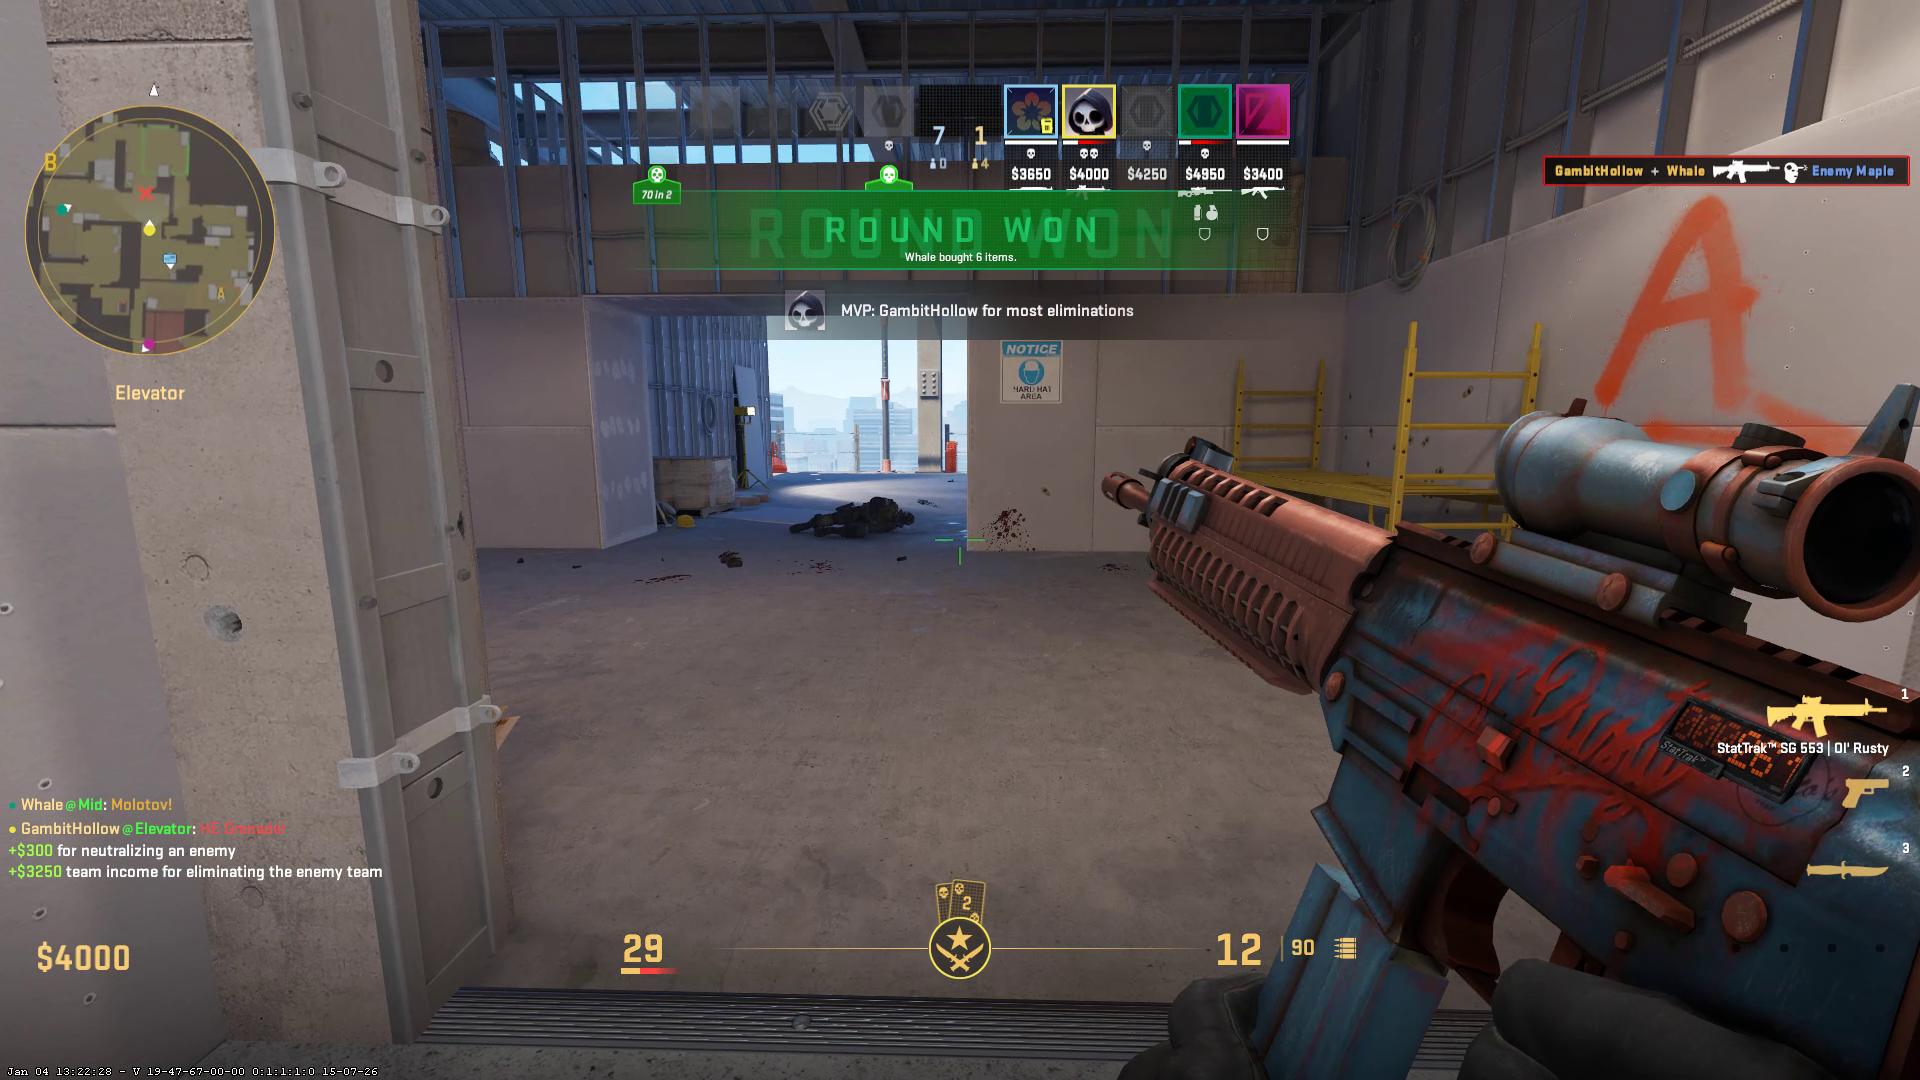 7 1
0 4
$3650 $4000 $4250 $4950 $3400
70 in 2
ROUND WON
Whale bought 6 items.
MVP: GambitHollow for most eliminations
GambitHollow + Whale Enemy Maple
B
A
Elevator
NOTICE
HARD HAT
AREA
A
Ol' Rusty
StatTrak™
1
StatTrak™ SG 553 | Ol' Rusty
2
3
Whale@Mid: Molotov!
GambitHollow@Elevator: HE Grenade!
+$300 for neutralizing an enemy
+$3250 team income for eliminating the enemy team
$4000
29
2
12 | 90
Jan 04 13:22:28 - V 19-47-67-00-00 0:1:1:1:0 15-07-26